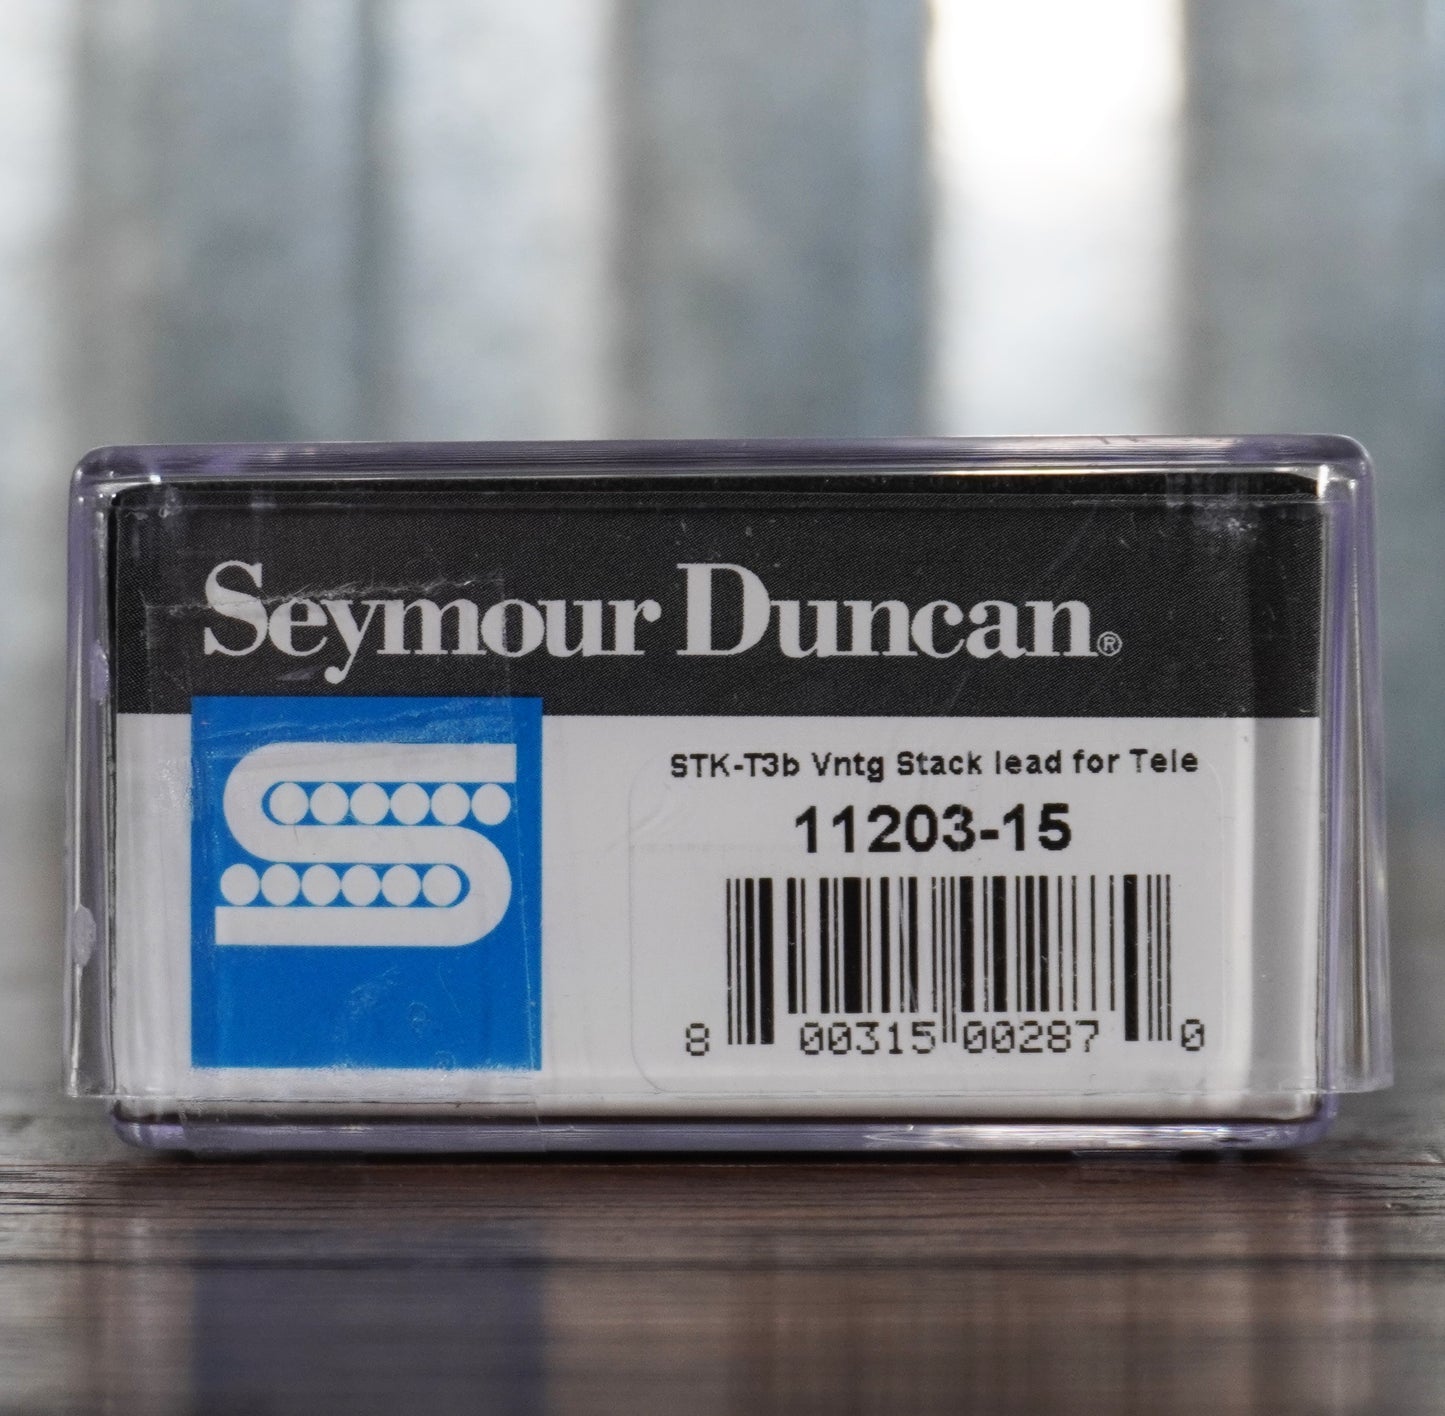 Seymour Duncan®
STK-T3b Vntg Stack lead for Tele
11203-15
8 00315 00287 0